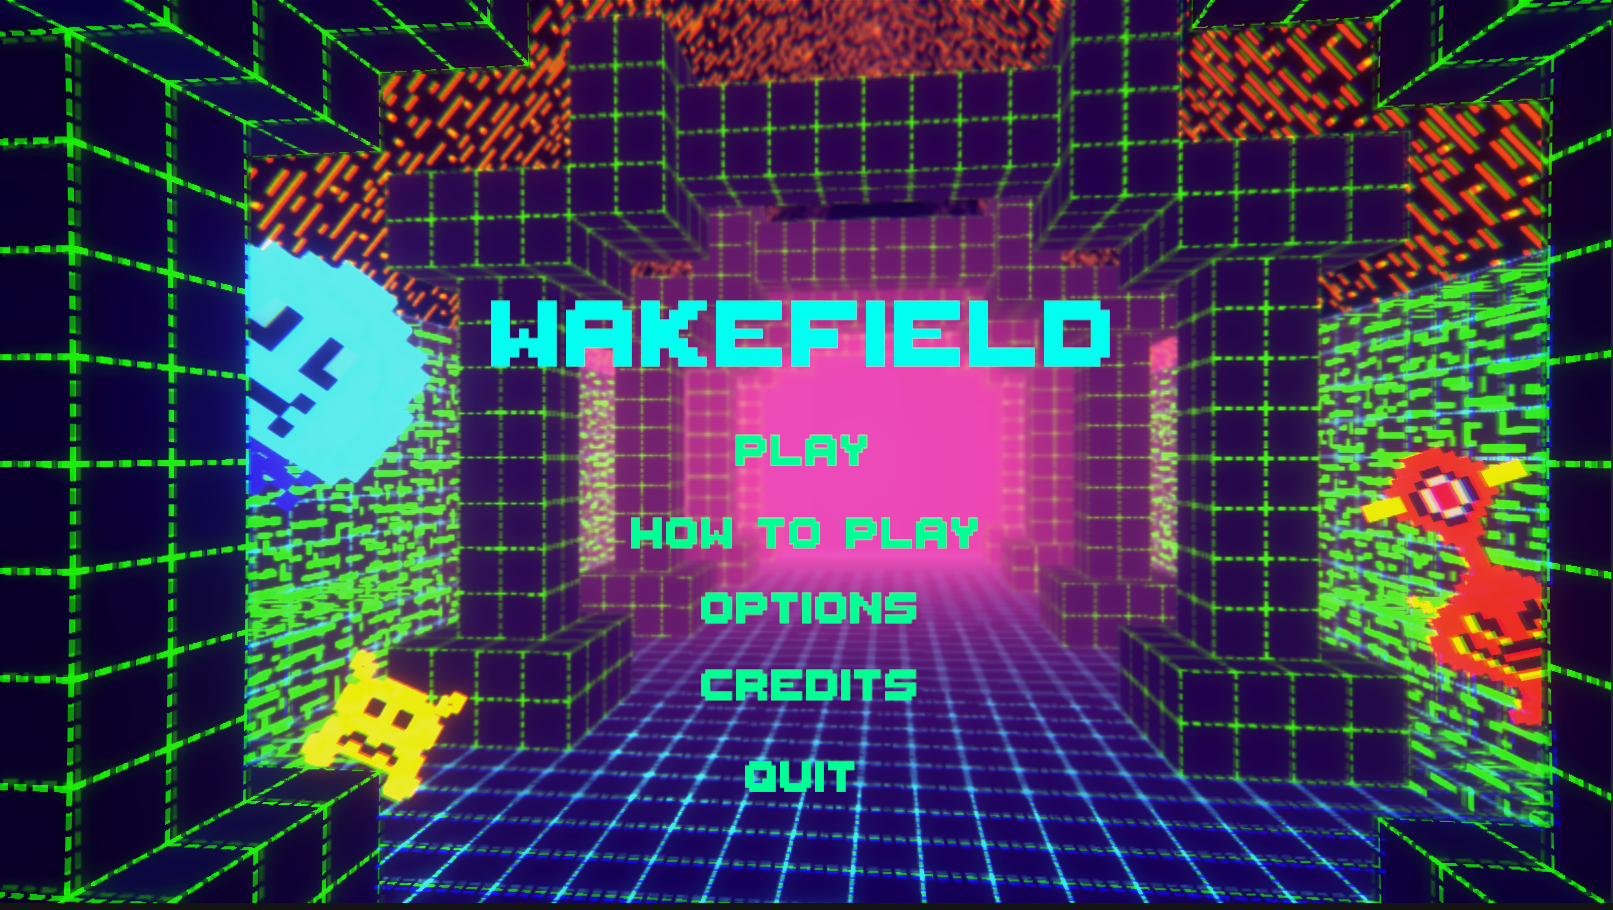 WAKEFIELD
PLAY
HOW TO PLAY
OPTIONS
CREDITS
QUIT